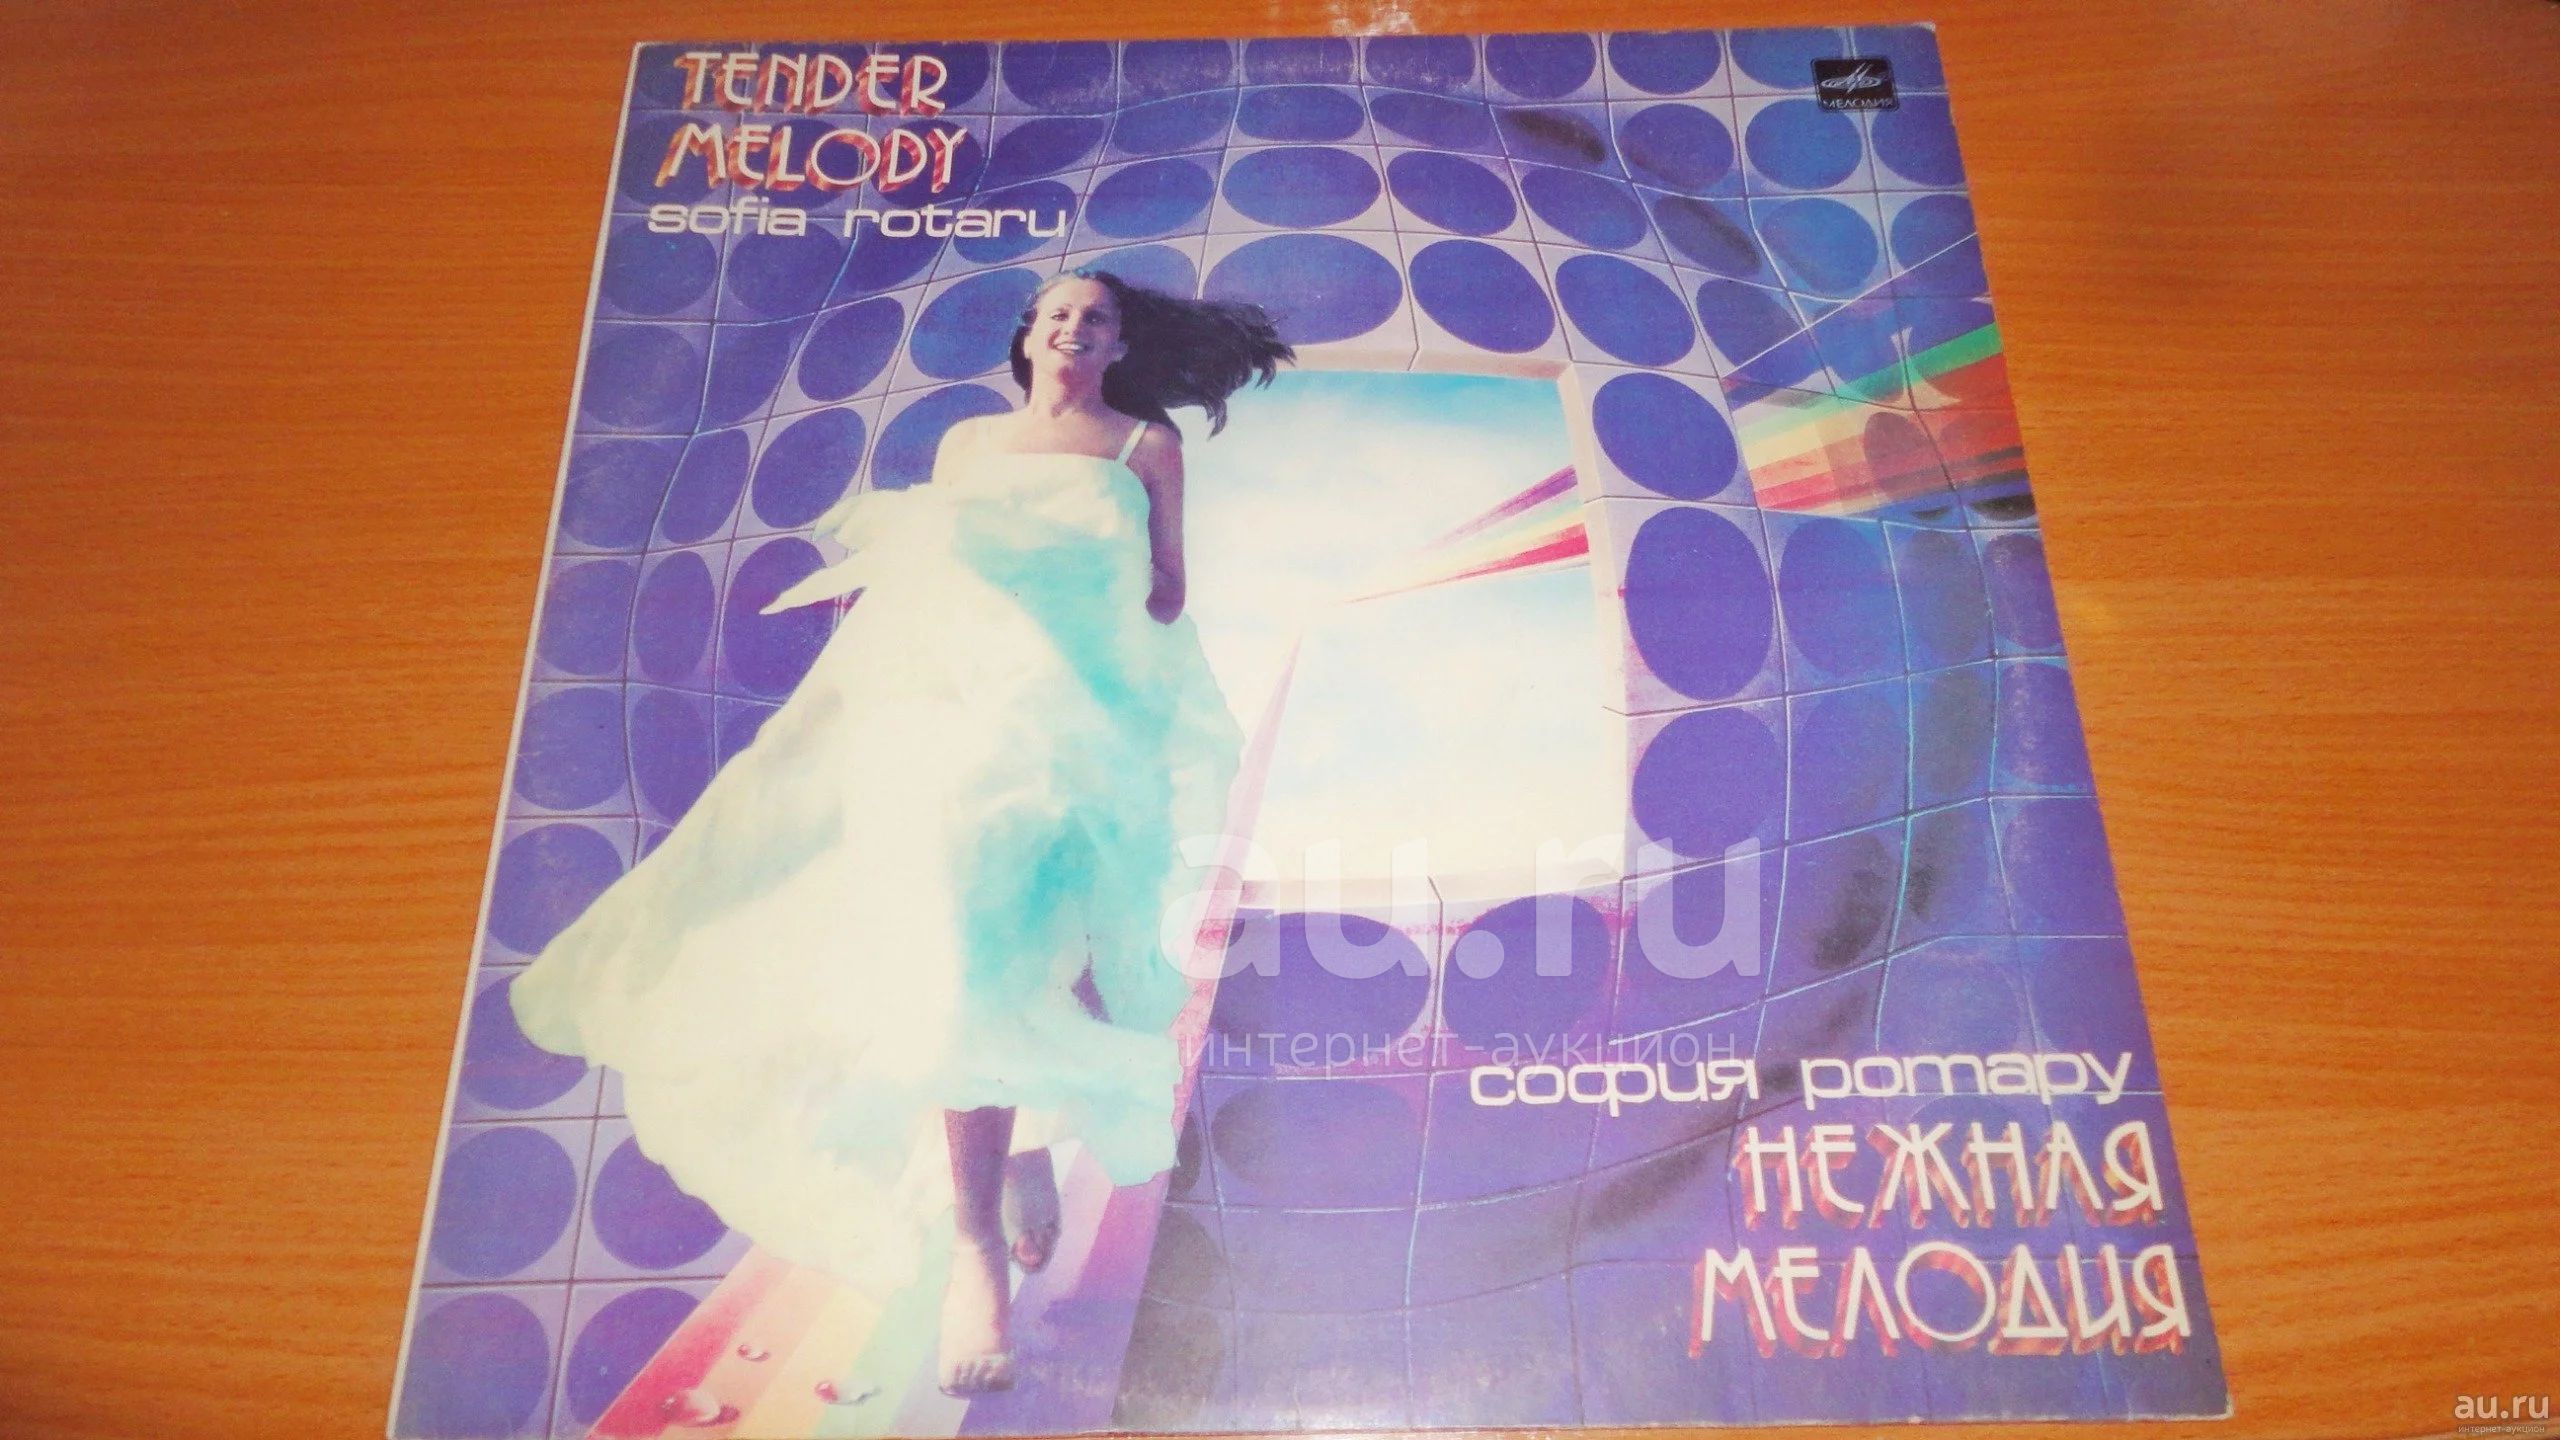 TENDER
MELODY
sofia rotaru
МЕЛОДИЯ
au.ru
интернет-аукцион
софия ротару
НЕЖНАЯ
МЕЛОДИЯ
au.ru
интернет-аукцион